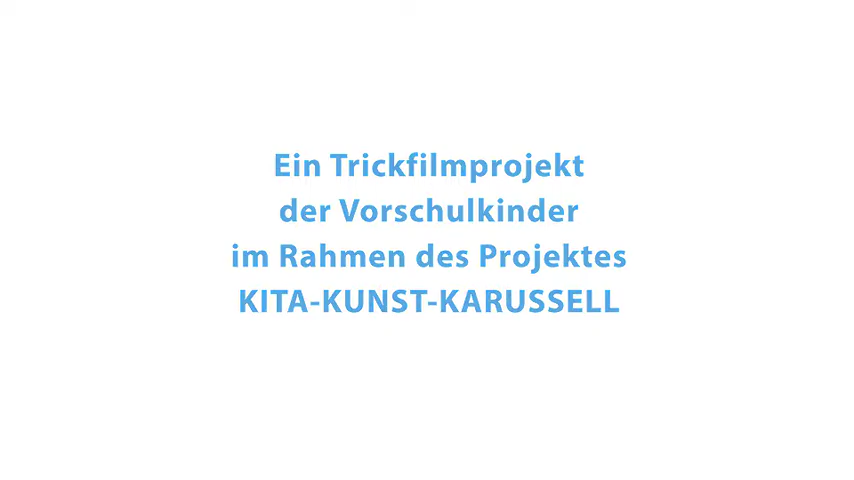 Ein Trickfilmprojekt
der Vorschulkinder
im Rahmen des Projektes
KITA-KUNST-KARUSSELL